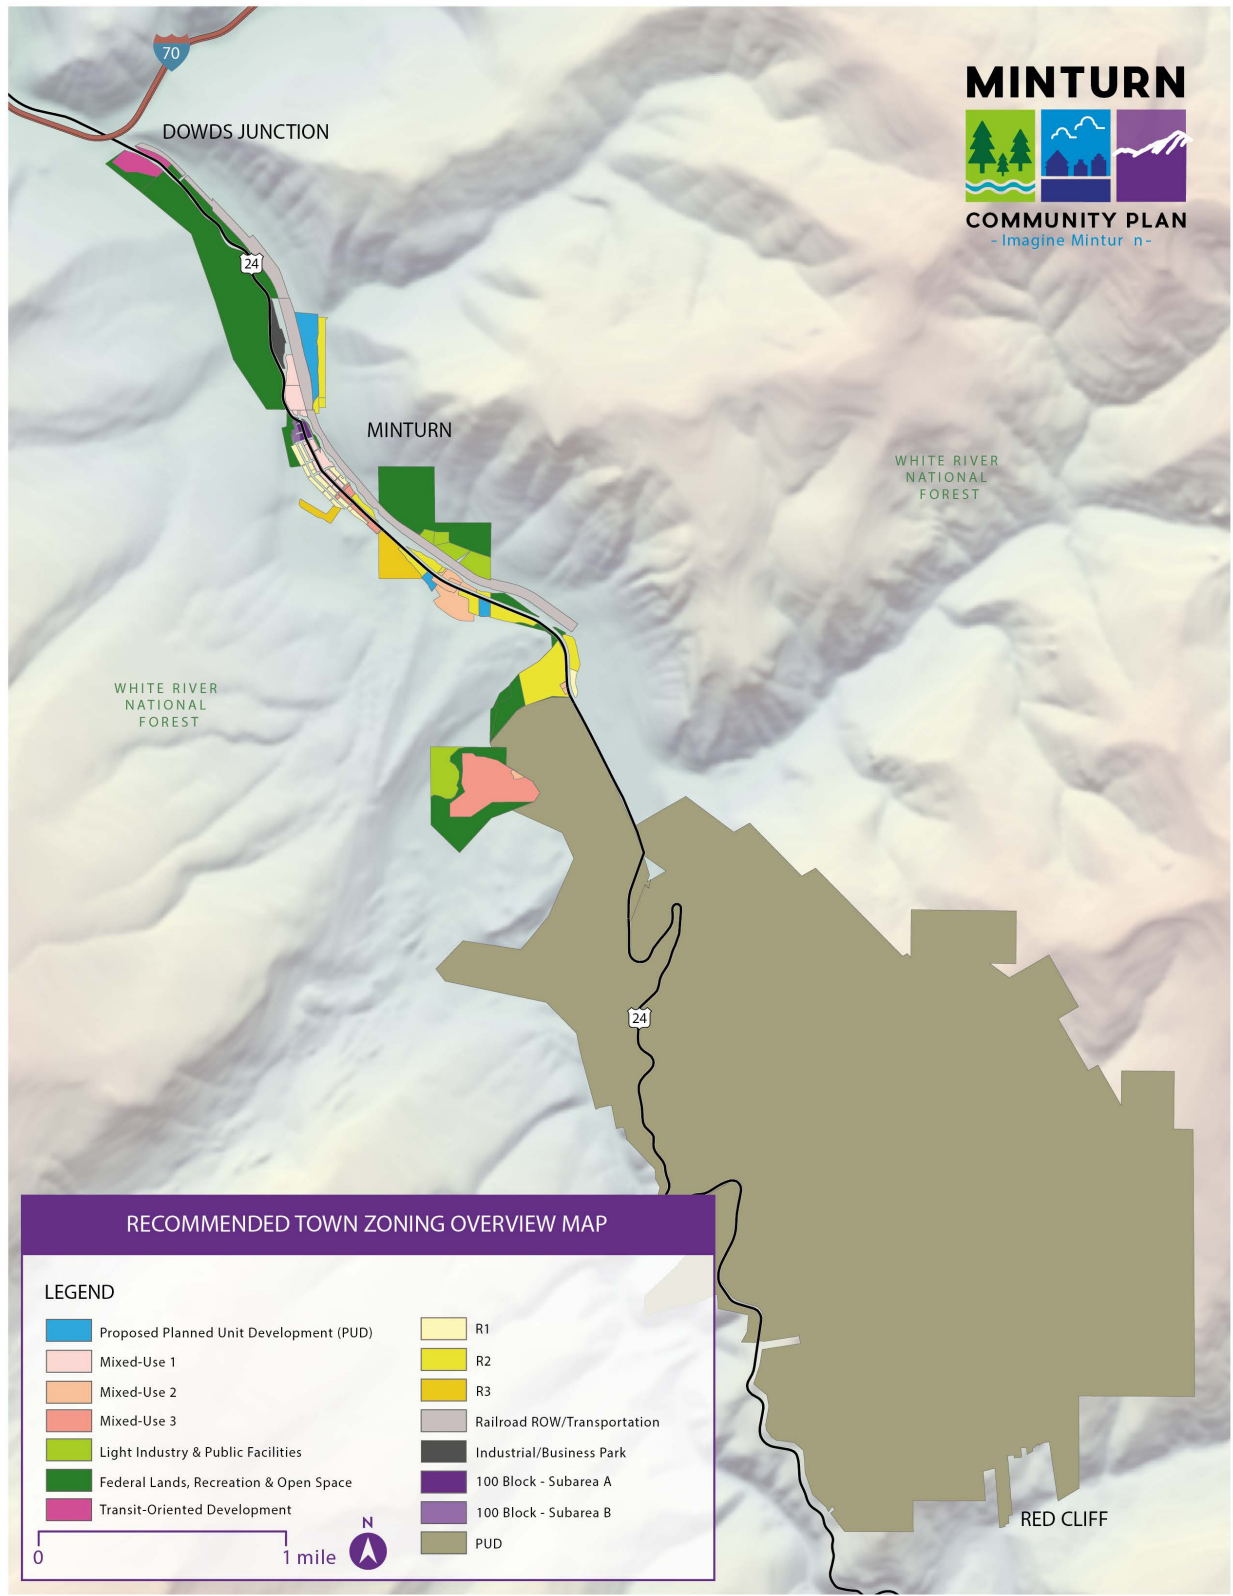 70
DOWDS JUNCTION
MINTURN
COMMUNITY PLAN
- Imagine Mintur n-
24
MINTURN
WHITE RIVER
NATIONAL
FOREST
WHITE RIVER
NATIONAL
FOREST
24
RECOMMENDED TOWN ZONING OVERVIEW MAP
LEGEND
Proposed Planned Unit Development (PUD)
Mixed-Use 1
Mixed-Use 2
Mixed-Use 3
Light Industry & Public Facilities
Federal Lands, Recreation & Open Space
Transit-Oriented Development
R1
R2
R3
Railroad ROW/Transportation
Industrial/Business Park
100 Block - Subarea A
100 Block - Subarea B
PUD
0
1 mile
N
RED CLIFF